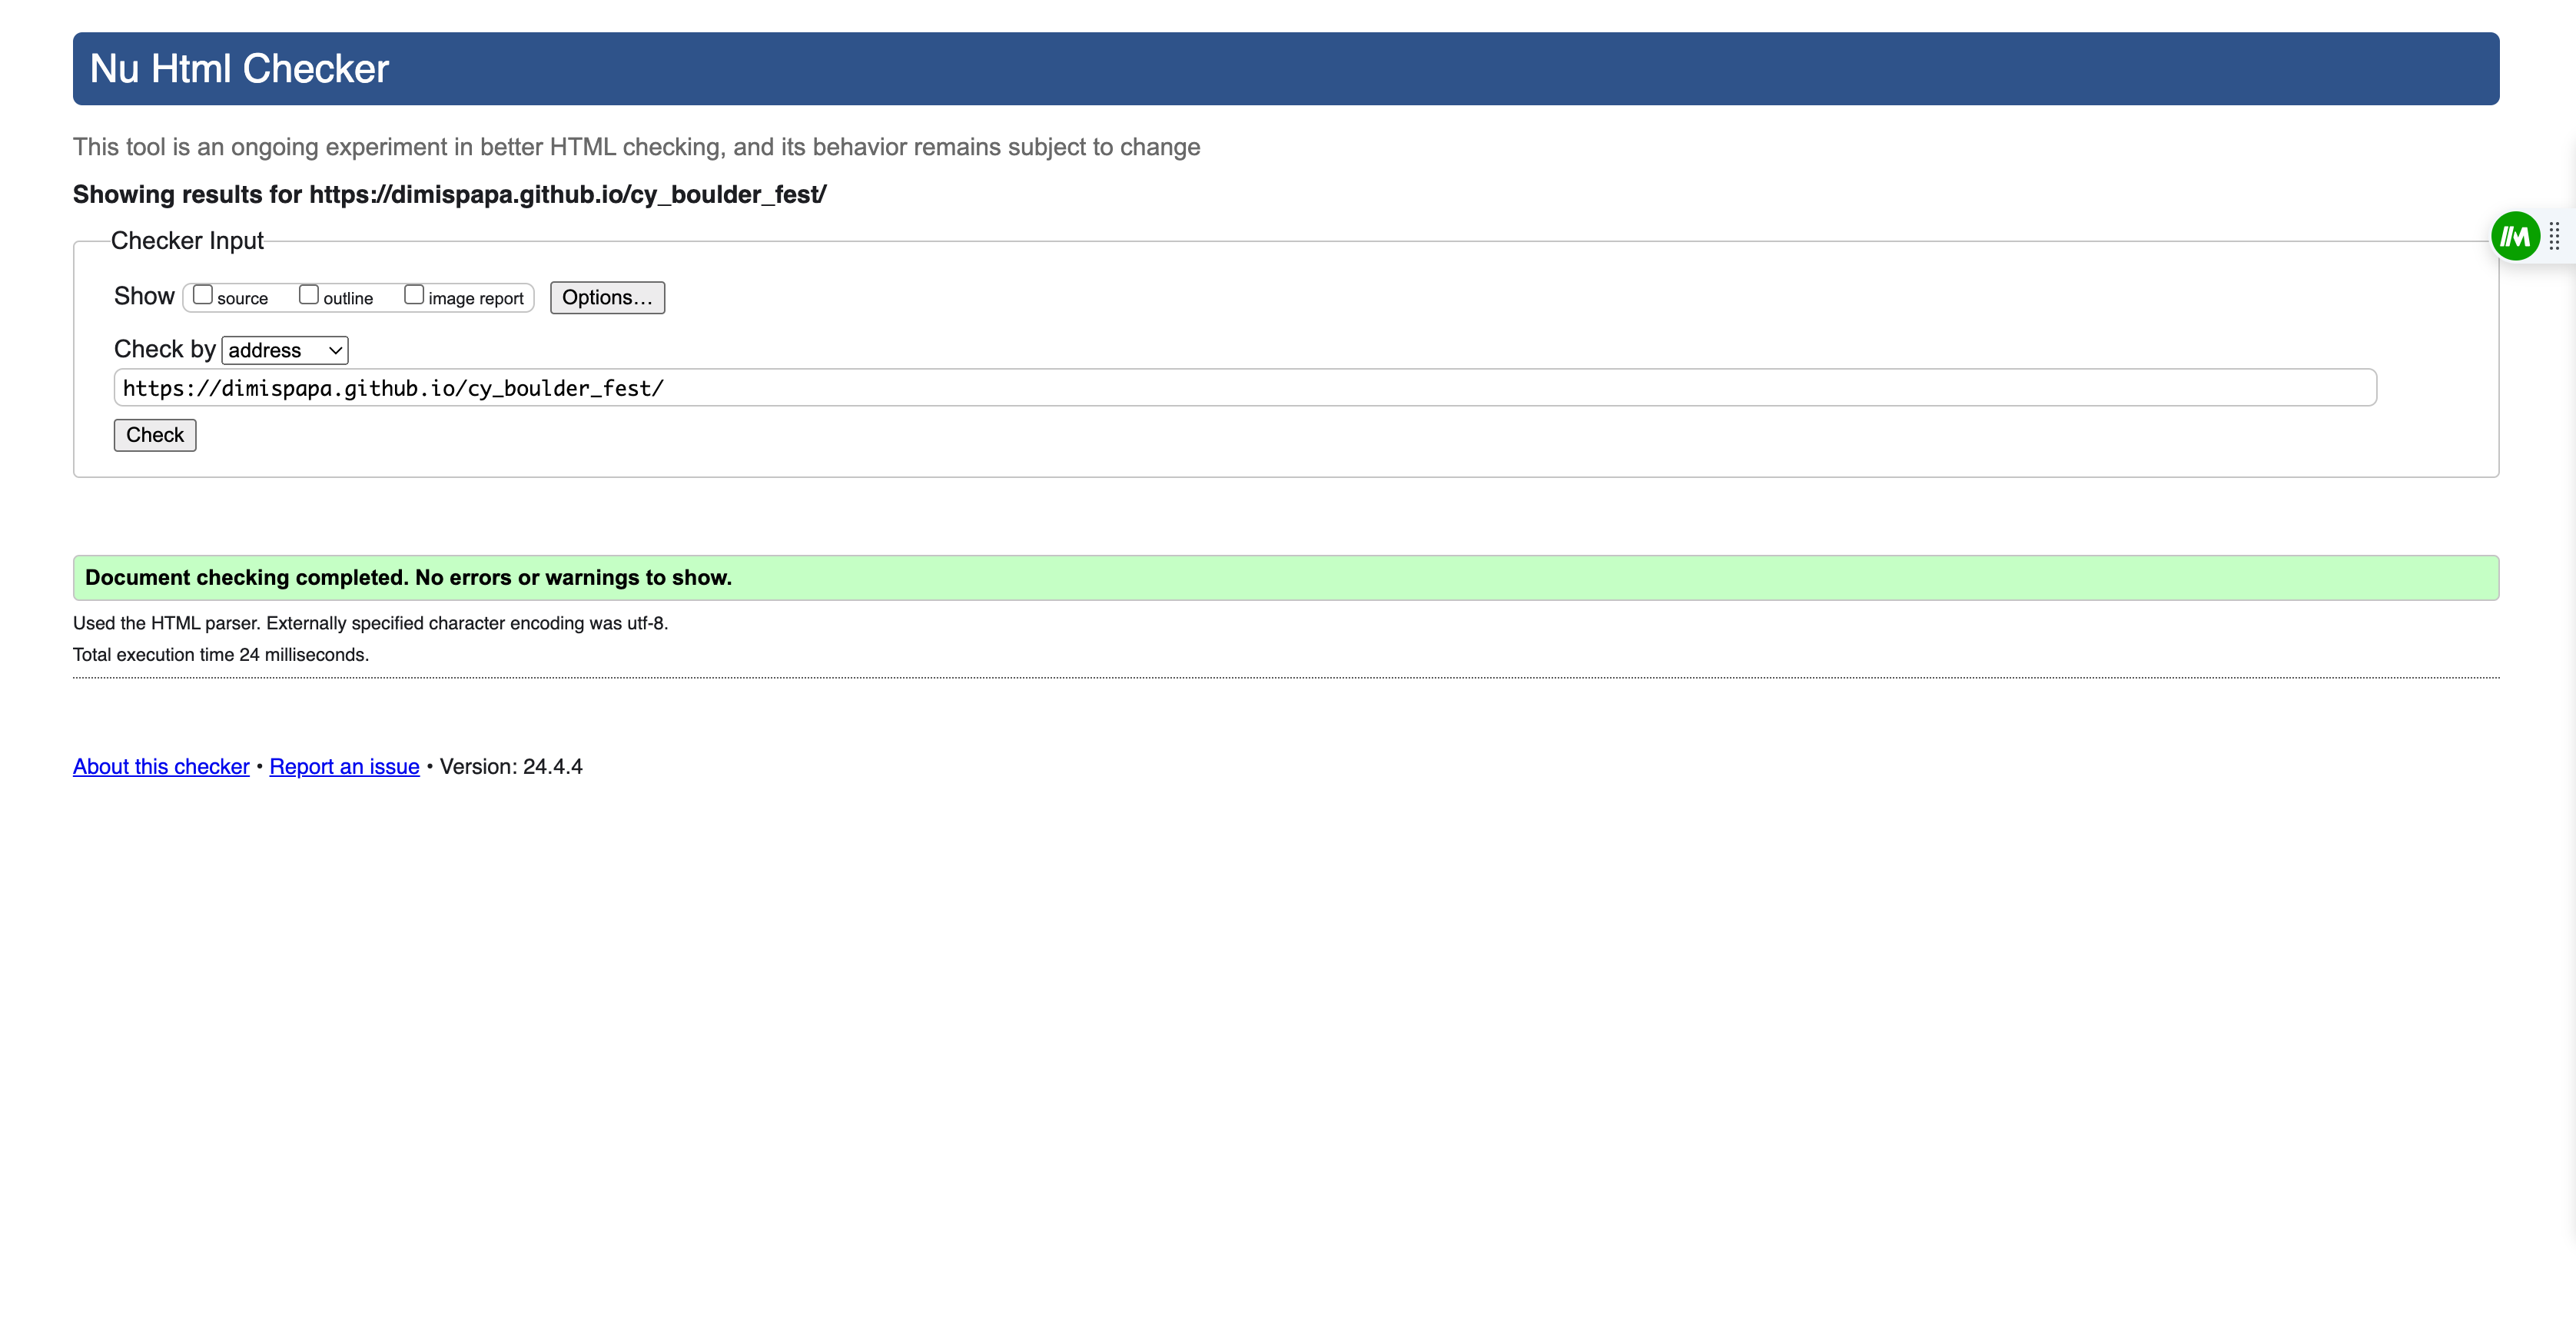 Nu Html Checker
This tool is an ongoing experiment in better HTML checking, and its behavior remains subject to change
Showing results for https://dimispapa.github.io/cy_boulder_fest/
Checker Input
Show source outline image report Options…
Check by address
https://dimispapa.github.io/cy_boulder_fest/
Check
Document checking completed. No errors or warnings to show.
Used the HTML parser. Externally specified character encoding was utf-8.
Total execution time 24 milliseconds.
About this checker • Report an issue • Version: 24.4.4